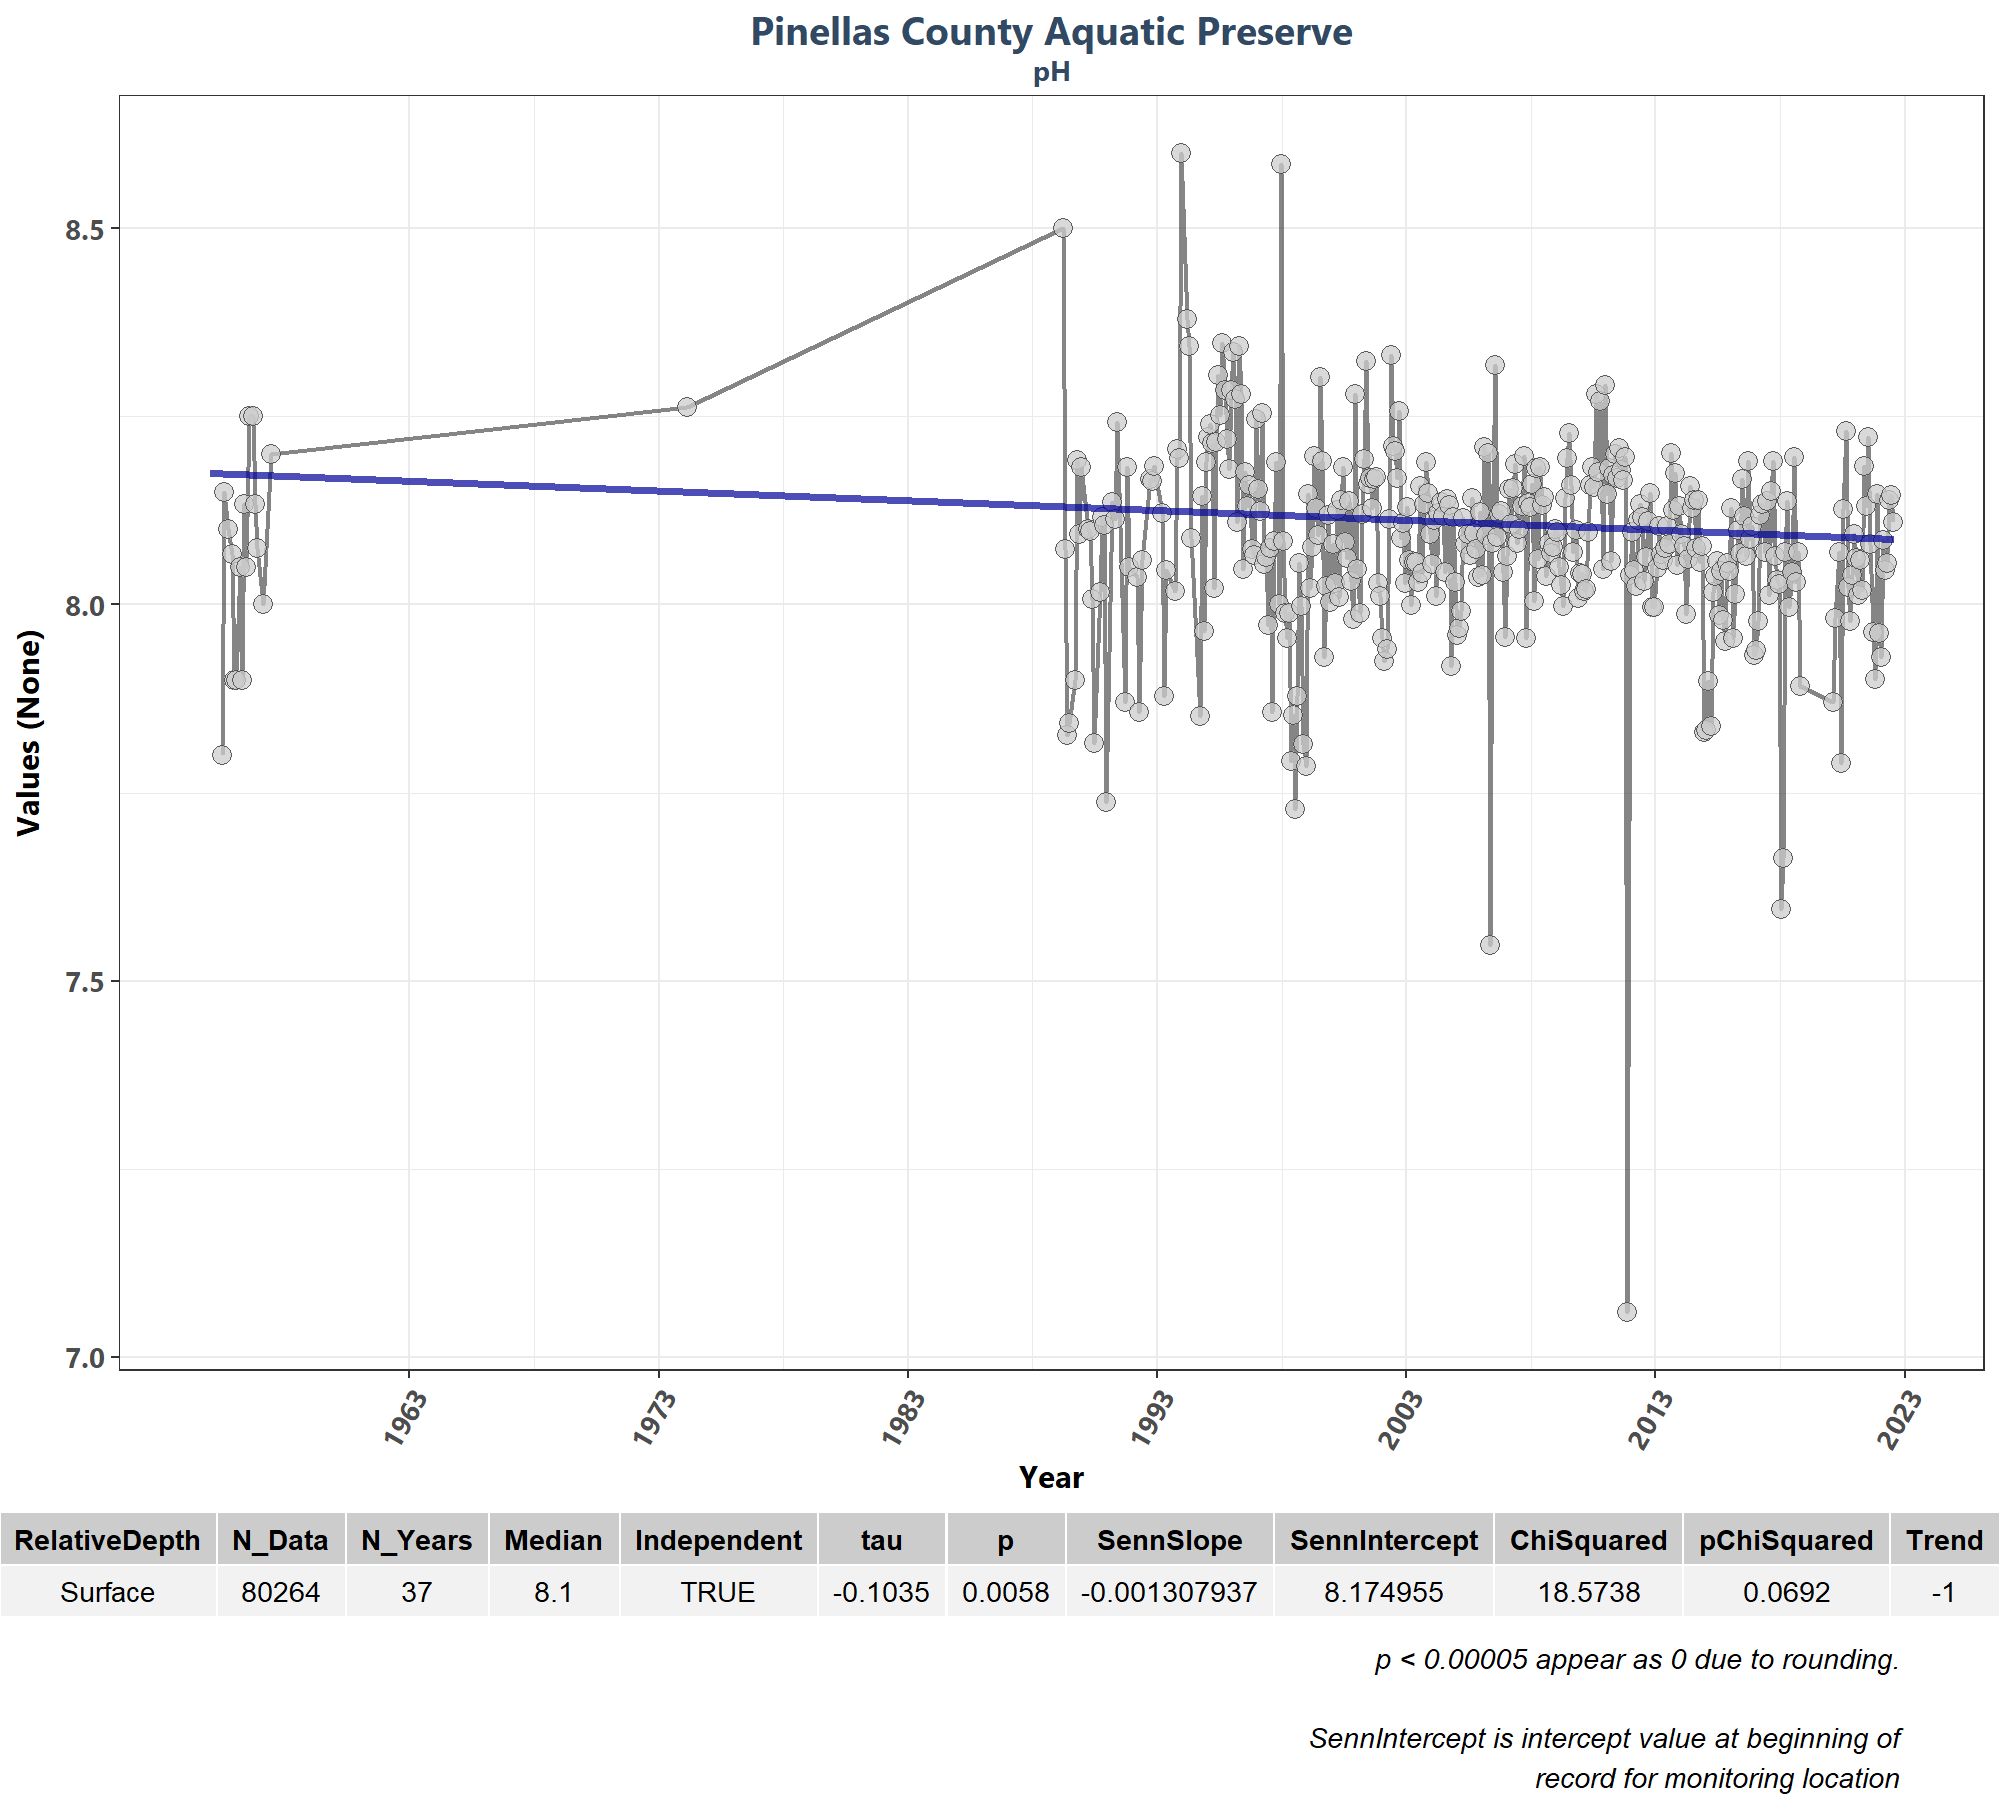 Pinellas County Aquatic Preserve
pH
Values (None)
8.5
8.0
7.5
7.0
1963 1973 1983 1993 2003 2013 2023
Year
RelativeDepth N_Data N_Years Median Independent tau p SennSlope SennIntercept ChiSquared pChiSquared Trend
Surface 80264 37 8.1 TRUE -0.1035 0.0058 -0.001307937 8.174955 18.5738 0.0692 -1
p < 0.00005 appear as 0 due to rounding.
SennIntercept is intercept value at beginning of
record for monitoring location